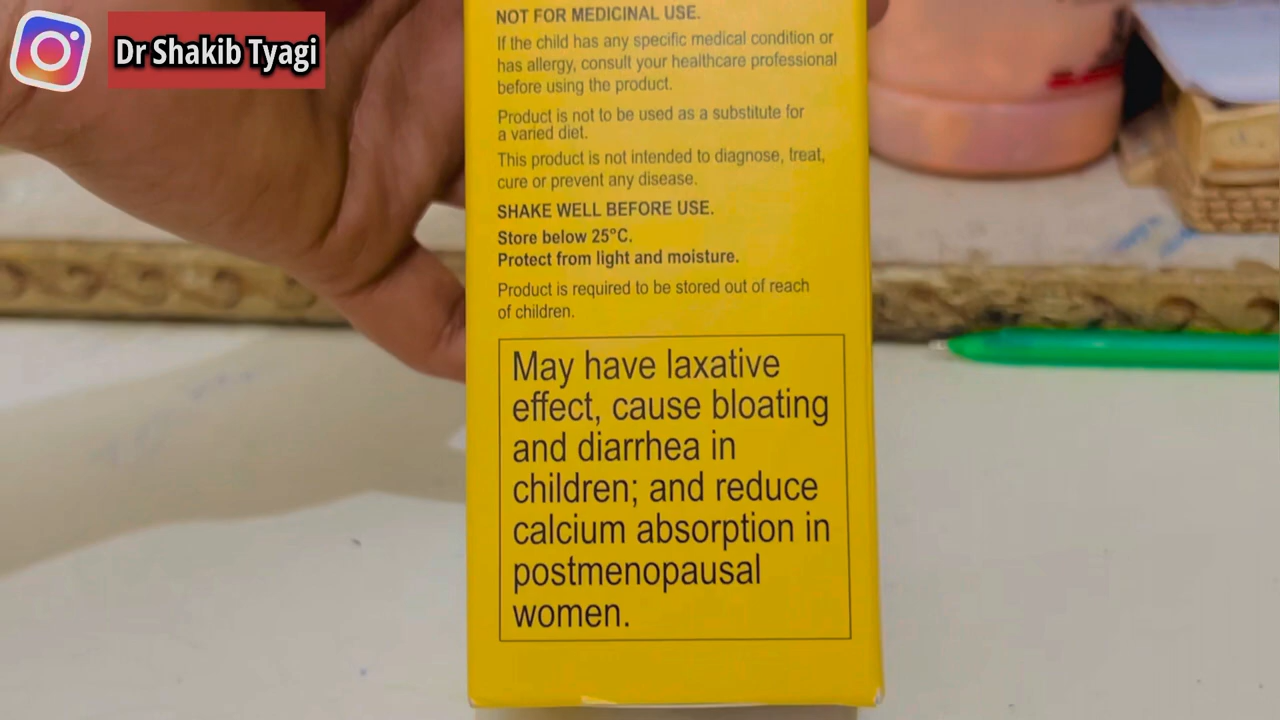 Dr Shakib Tyagi
NOT FOR MEDICINAL USE.
If the child has any specific medical condition or
has allergy, consult your healthcare professional
before using the product.
Product is not to be used as a substitute for
a varied diet.
This product is not intended to diagnose, treat,
cure or prevent any disease.
SHAKE WELL BEFORE USE.
Store below 25°C.
Protect from light and moisture.
Product is required to be stored out of reach
of children.
May have laxative
effect, cause bloating
and diarrhea in
children; and reduce
calcium absorption in
postmenopausal
women.